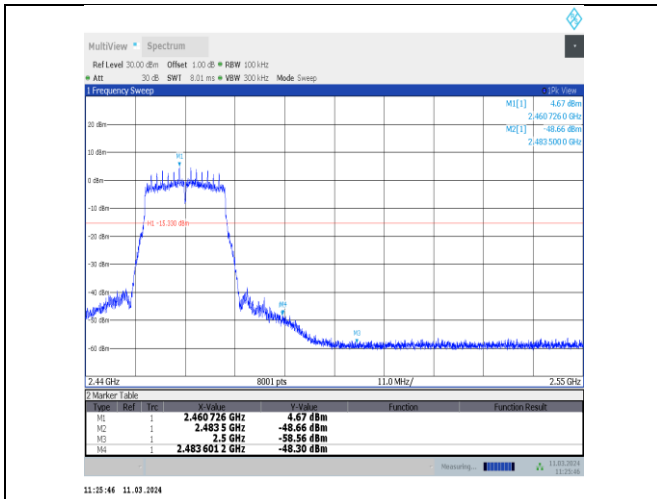 MultiView Spectrum
Ref Level 30.00 dBm Offset 1.00 dB RBW 100 kHz
Att 30 dB SWT 8.01 ms VBW 300 kHz Mode Sweep
1 Frequency Sweep 1Pk View
M1[1] 4.67 dBm
2.460 726 0 GHz
M2[1] -48.66 dBm
2.483 500 0 GHz
20 dBm
10 dBm
M1
0 dBm
-10 dBm
H1 -15.330 dBm
-20 dBm
-30 dBm
-40 dBm
M4
-50 dBm
M3
-60 dBm
2.44 GHz 8001 pts 11.0 MHz/ 2.55 GHz
2 Marker Table
Type Ref Trc X-Value Y-Value Function Function Result
M1 1 2.460 726 GHz 4.67 dBm
M2 1 2.483 5 GHz -48.66 dBm
M3 1 2.5 GHz -58.56 dBm
M4 1 2.483 601 2 GHz -48.30 dBm
Measuring... 11.03.2024
11:25:46
11:25:46 11.03.2024